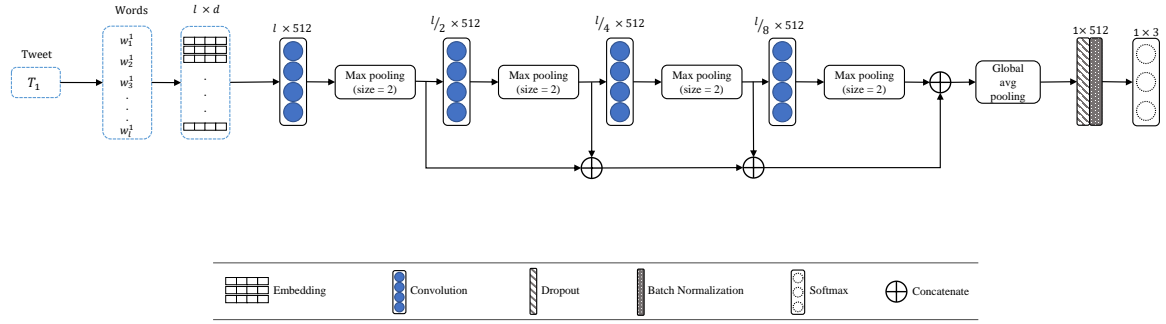 Tweet
T₁
Words
w₁¹
w₂¹
w₃¹
.
.
.
wₗ¹
l × d
.
.
.
l × 512
Max pooling
(size = 2)
l/2 × 512
Max pooling
(size = 2)
l/4 × 512
Max pooling
(size = 2)
l/8 × 512
Max pooling
(size = 2)
Global
avg
pooling
1× 512
1 × 3
Embedding
Convolution
Dropout
Batch Normalization
Softmax
Concatenate